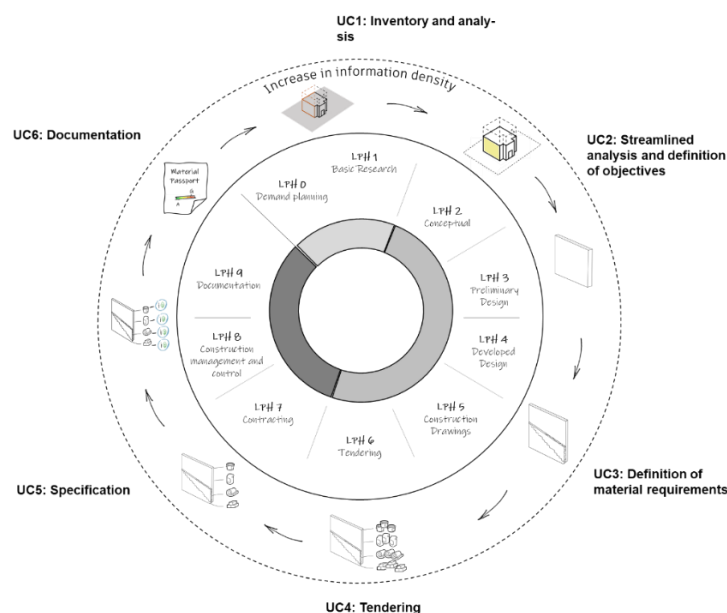 UC1: Inventory and analy-
sis
Increase in information density
UC6: Documentation
UC2: Streamlined
analysis and definition
of objectives
Material
Passport
A
G
LPH 0
Demand planning
LPH 1
Basic Research
LPH 2
Conceptual
LPH 3
Preliminary
Design
LPH 4
Developed
Design
LPH 5
Construction
Drawings
LPH 6
Tendering
LPH 7
Contracting
LPH 8
Construction
management and
control
LPH 9
Documentation
UC3: Definition of
material requirements
UC5: Specification
UC4: Tendering